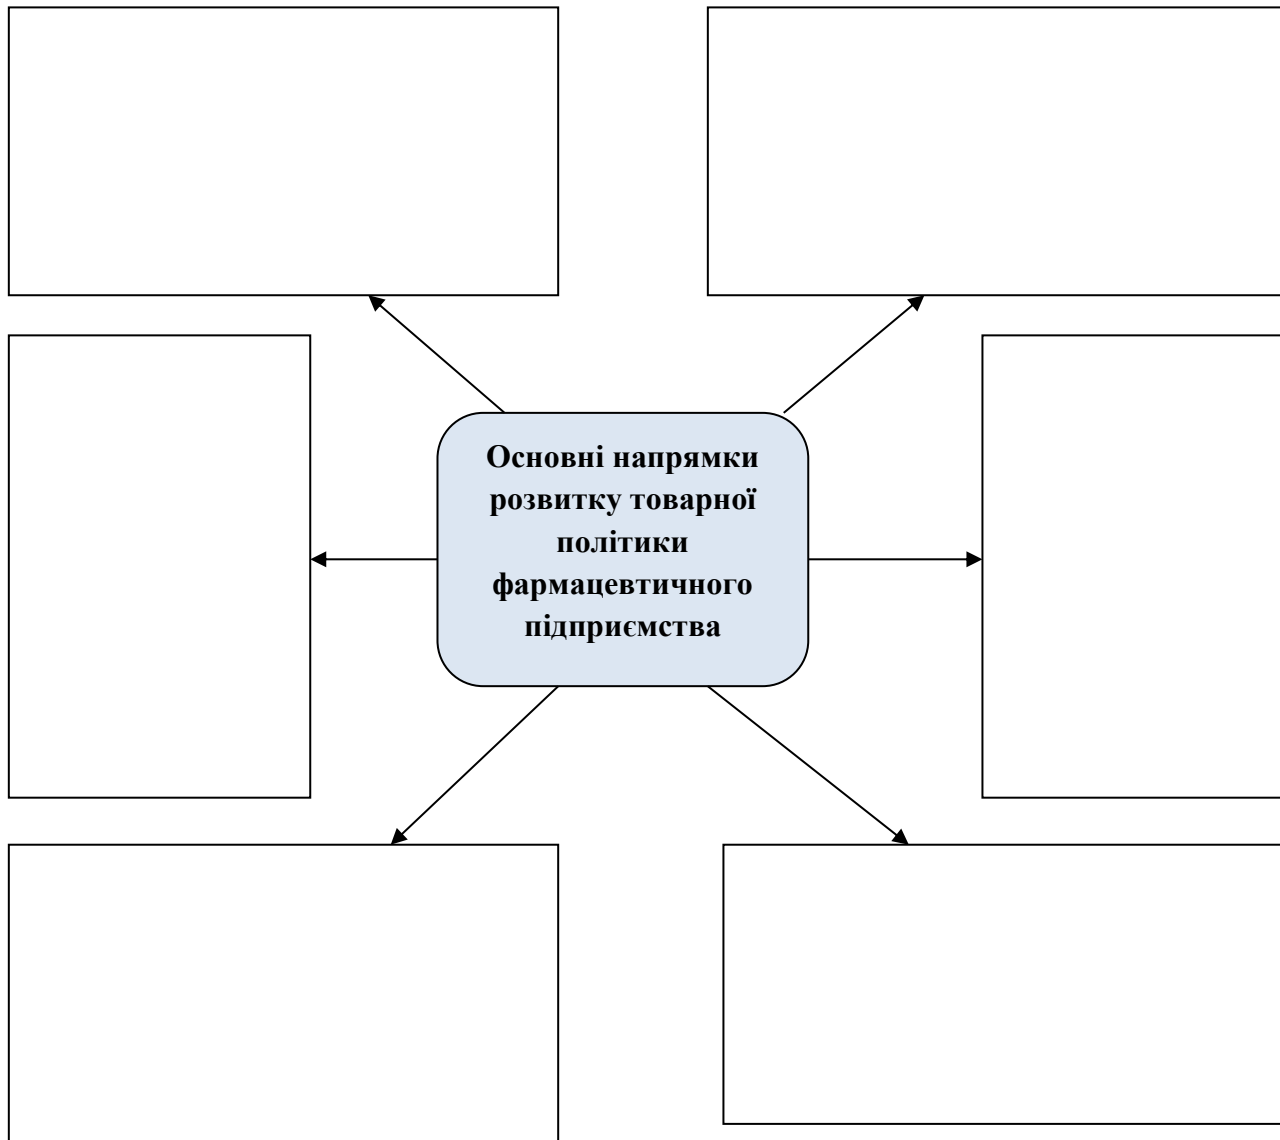 Основні напрямки
розвитку товарної
політики
фармацевтичного
підприємства